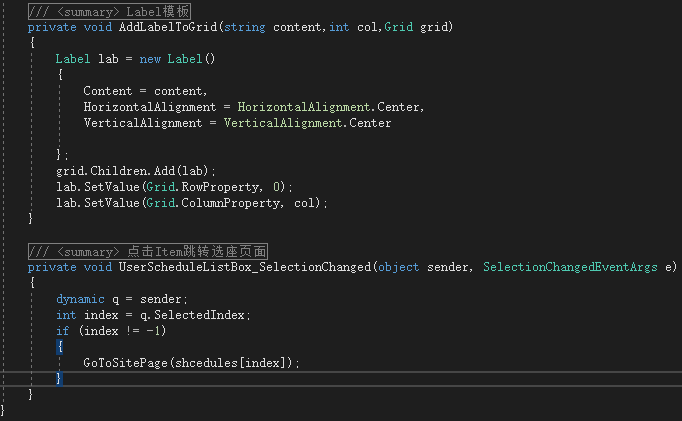 /// <summary> Label模板
private void AddLabelToGrid(string content,int col,Grid grid)
{
Label lab = new Label()
{
Content = content,
HorizontalAlignment = HorizontalAlignment.Center,
VerticalAlignment = VerticalAlignment.Center
};
grid.Children.Add(lab);
lab.SetValue(Grid.RowProperty, 0);
lab.SetValue(Grid.ColumnProperty, col);
}
/// <summary> 点击Item跳转选座页面
private void UserScheduleListBox_SelectionChanged(object sender, SelectionChangedEventArgs e)
{
dynamic q = sender;
int index = q.SelectedIndex;
if (index != -1)
{
GoToSitePage(shcedules[index]);
}
}
}